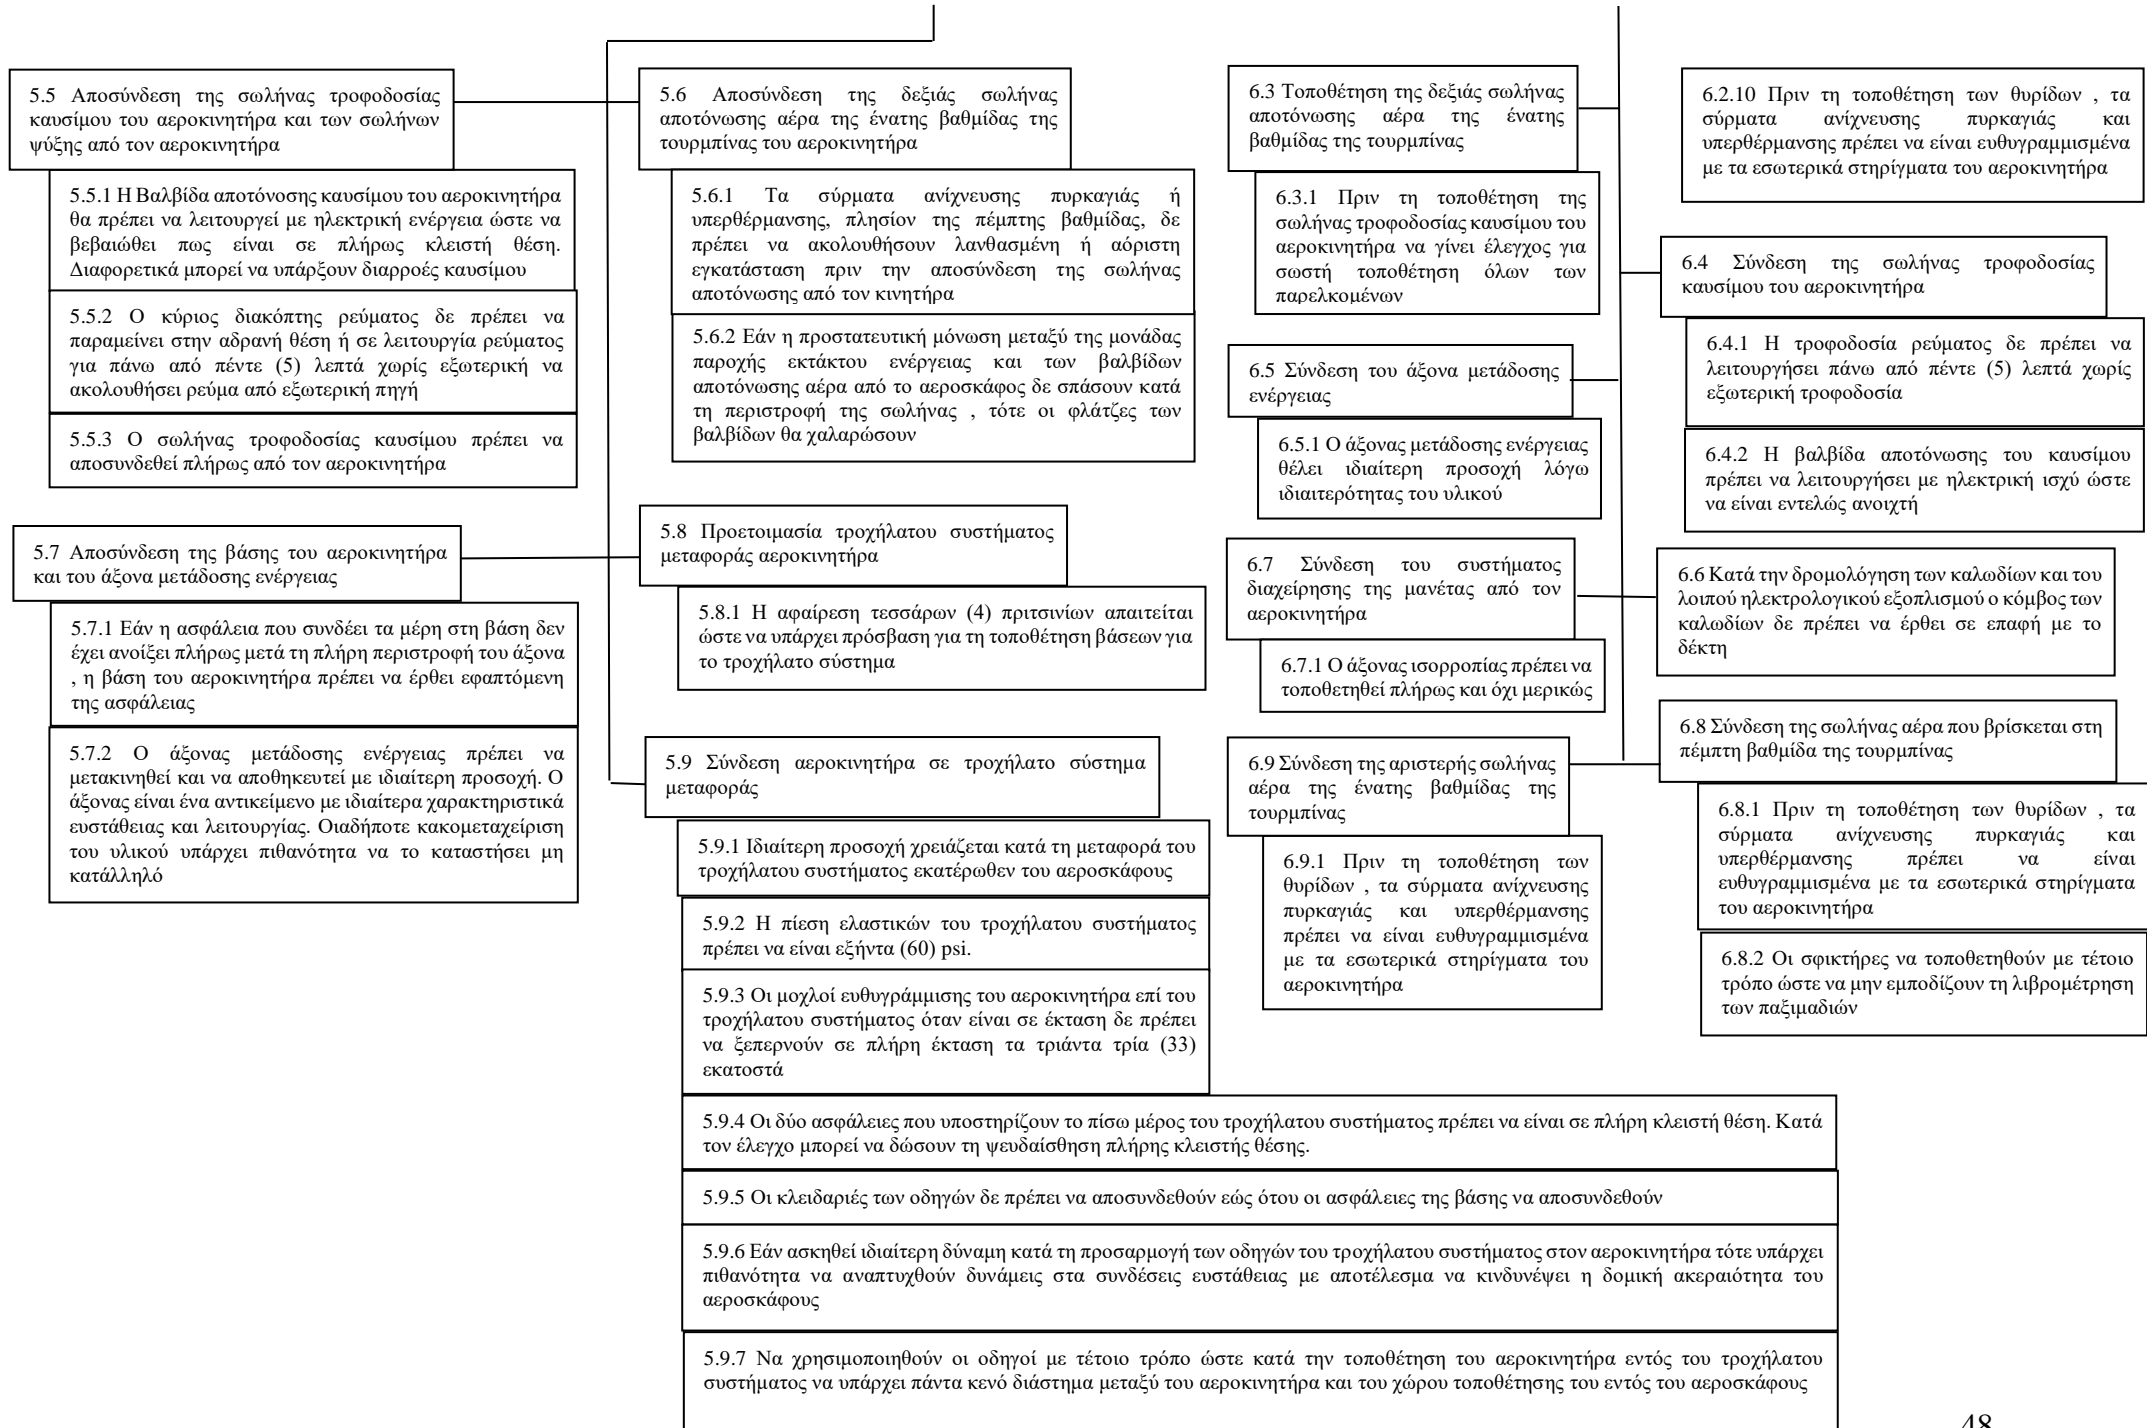 5.5 Αποσύνδεση της σωλήνας τροφοδοσίας
καυσίμου του αεροκινητήρα και των σωλήνων
ψύξης από τον αεροκινητήρα
5.5.1 Η Βαλβίδα αποτόνοσης καυσίμου του αεροκινητήρα
θα πρέπει να λειτουργεί με ηλεκτρική ενέργεια ώστε να
βεβαιώθει πως είναι σε πλήρως κλειστή θέση.
Διαφορετικά μπορεί να υπάρξουν διαρροές καυσίμου
5.5.2 Ο κύριος διακόπτης ρεύματος δε πρέπει να
παραμείνει στην αδρανή θέση ή σε λειτουργία ρεύματος
για πάνω από πέντε (5) λεπτά χωρίς εξωτερική να
ακολουθήσει ρεύμα από εξωτερική πηγή
5.5.3 Ο σωλήνας τροφοδοσίας καυσίμου πρέπει να
αποσυνδεθεί πλήρως από τον αεροκινητήρα
5.6 Αποσύνδεση της δεξιάς σωλήνας
αποτόνωσης αέρα της ένατης βαθμίδας της
τουρμπίνας του αεροκινητήρα
5.6.1 Τα σύρματα ανίχνευσης πυρκαγιάς ή
υπερθέρμανσης, πλησίον της πέμπτης βαθμίδας, δε
πρέπει να ακολουθήσουν λανθασμένη ή αόριστη
εγκατάσταση πριν την αποσύνδεση της σωλήνας
αποτόνωσης από τον κινητήρα
5.6.2 Εάν η προστατευτική μόνωση μεταξύ της μονάδας
παροχής εκτάκτου ενέργειας και των βαλβίδων
αποτόνωσης αέρα από το αεροσκάφος δε σπάσουν κατά
τη περιστροφή της σωλήνας , τότε οι φλάτζες των
βαλβίδων θα χαλαρώσουν
5.7 Αποσύνδεση της βάσης του αεροκινητήρα
και του άξονα μετάδοσης ενέργειας
5.7.1 Εάν η ασφάλεια που συνδέει τα μέρη στη βάση δεν
έχει ανοίξει πλήρως μετά τη πλήρη περιστροφή του άξονα
, η βάση του αεροκινητήρα πρέπει να έρθει εφαπτόμενη
της ασφάλειας
5.7.2 Ο άξονας μετάδοσης ενέργειας πρέπει να
μετακινηθεί και να αποθηκευτεί με ιδιαίτερη προσοχή. Ο
άξονας είναι ένα αντικείμενο με ιδιαίτερα χαρακτηριστικά
ευστάθειας και λειτουργίας. Οιαδήποτε κακομεταχείριση
του υλικού υπάρχει πιθανότητα να το καταστήσει μη
κατάλληλό
5.8 Προετοιμασία τροχήλατου συστήματος
μεταφοράς αεροκινητήρα
5.8.1 Η αφαίρεση τεσσάρων (4) πριτσινίων απαιτείται
ώστε να υπάρχει πρόσβαση για τη τοποθέτηση βάσεων για
το τροχήλατο σύστημα
5.9 Σύνδεση αεροκινητήρα σε τροχήλατο σύστημα
μεταφοράς
5.9.1 Ιδιαίτερη προσοχή χρειάζεται κατά τη μεταφορά του
τροχήλατου συστήματος εκατέρωθεν του αεροσκάφους
5.9.2 Η πίεση ελαστικών του τροχήλατου συστήματος
πρέπει να είναι εξήντα (60) psi.
5.9.3 Οι μοχλοί ευθυγράμμισης του αεροκινητήρα επί του
τροχήλατου συστήματος όταν είναι σε έκταση δε πρέπει
να ξεπερνούν σε πλήρη έκταση τα τριάντα τρία (33)
εκατοστά
5.9.4 Οι δύο ασφάλειες που υποστηρίζουν το πίσω μέρος του τροχήλατου συστήματος πρέπει να είναι σε πλήρη κλειστή θέση. Κατά
τον έλεγχο μπορεί να δώσουν τη ψευδαίσθηση πλήρης κλειστής θέσης.
5.9.5 Οι κλειδαριές των οδηγών δε πρέπει να αποσυνδεθούν εώς ότου οι ασφάλειες της βάσης να αποσυνδεθούν
5.9.6 Εάν ασκηθεί ιδιαίτερη δύναμη κατά τη προσαρμογή των οδηγών του τροχήλατου συστήματος στον αεροκινητήρα τότε υπάρχει
πιθανότητα να αναπτυχθούν δυνάμεις στα συνδέσεις ευστάθειας με αποτέλεσμα να κινδυνέψει η δομική ακεραιότητα του
αεροσκάφους
5.9.7 Να χρησιμοποιηθούν οι οδηγοί με τέτοιο τρόπο ώστε κατά την τοποθέτηση του αεροκινητήρα εντός του τροχήλατου
συστήματος να υπάρχει πάντα κενό διάστημα μεταξύ του αεροκινητήρα και του χώρου τοποθέτησης του εντός του αεροσκάφους
6.3 Τοποθέτηση της δεξιάς σωλήνας
αποτόνωσης αέρα της ένατης
βαθμίδας της τουρμπίνας
6.3.1 Πριν τη τοποθέτηση της
σωλήνας τροφοδοσίας καυσίμου του
αεροκινητήρα να γίνει έλεγχος για
σωστή τοποθέτηση όλων των
παρελκομένων
6.2.10 Πριν τη τοποθέτηση των θυρίδων , τα
σύρματα ανίχνευσης πυρκαγιάς και
υπερθέρμανσης πρέπει να είναι ευθυγραμμισμένα
με τα εσωτερικά στηρίγματα του αεροκινητήρα
6.4 Σύνδεση της σωλήνας τροφοδοσίας
καυσίμου του αεροκινητήρα
6.4.1 Η τροφοδοσία ρεύματος δε πρέπει να
λειτουργήσει πάνω από πέντε (5) λεπτά χωρίς
εξωτερική τροφοδοσία
6.4.2 Η βαλβίδα αποτόνωσης του καυσίμου
πρέπει να λειτουργήσει με ηλεκτρική ισχύ ώστε
να είναι εντελώς ανοιχτή
6.5 Σύνδεση του άξονα μετάδοσης
ενέργειας
6.5.1 Ο άξονας μετάδοσης ενέργειας
θέλει ιδιαίτερη προσοχή λόγω
ιδιαιτερότητας του υλικού
6.7 Σύνδεση του συστήματος
διαχείρησης της μανέτας από τον
αεροκινητήρα
6.7.1 Ο άξονας ισορροπίας πρέπει να
τοποθετηθεί πλήρως και όχι μερικώς
6.6 Κατά την δρομολόγηση των καλωδίων και του
λοιπού ηλεκτρολογικού εξοπλισμού ο κόμβος των
καλωδίων δε πρέπει να έρθει σε επαφή με το
δέκτη
6.8 Σύνδεση της σωλήνας αέρα που βρίσκεται στη
πέμπτη βαθμίδα της τουρμπίνας
6.8.1 Πριν τη τοποθέτηση των θυρίδων , τα
σύρματα ανίχνευσης πυρκαγιάς και
υπερθέρμανσης πρέπει να είναι
ευθυγραμμισμένα με τα εσωτερικά στηρίγματα
του αεροκινητήρα
6.8.2 Οι σφικτήρες να τοποθετηθούν με τέτοιο
τρόπο ώστε να μην εμποδίζουν τη λιβρομέτρηση
των παξιμαδιών
6.9 Σύνδεση της αριστερής σωλήνας
αέρα της ένατης βαθμίδας της
τουρμπίνας
6.9.1 Πριν τη τοποθέτηση των
θυρίδων , τα σύρματα ανίχνευσης
πυρκαγιάς και υπερθέρμανσης
πρέπει να είναι ευθυγραμμισμένα
με τα εσωτερικά στηρίγματα του
αεροκινητήρα
48